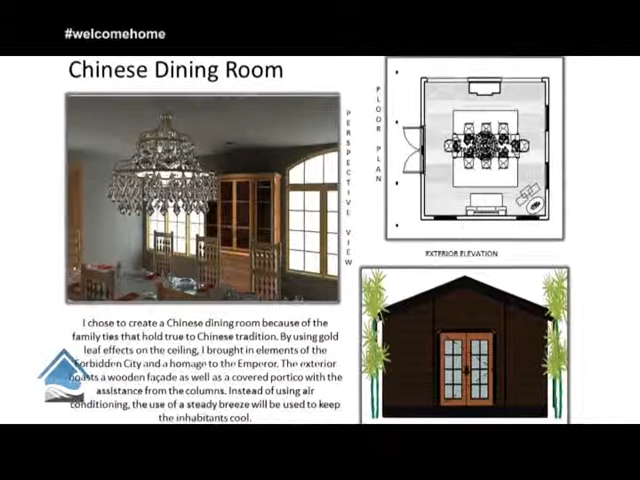 #welcomehome
Chinese Dining Room
PERSPECTIVE VIEW
FLOOR PLAN
EXTERIOR ELEVATION
I chose to create a Chinese dining room because of the
family ties that hold true to Chinese tradition. By using gold
leaf effects on the ceiling, I brought in elements of the
Forbidden City and a homage to the Emperor. The exterior
boasts a wooden façade as well as a covered portico with the
assistance from the columns. Instead of using air
conditioning, the use of a steady breeze will be used to keep
the inhabitants cool.